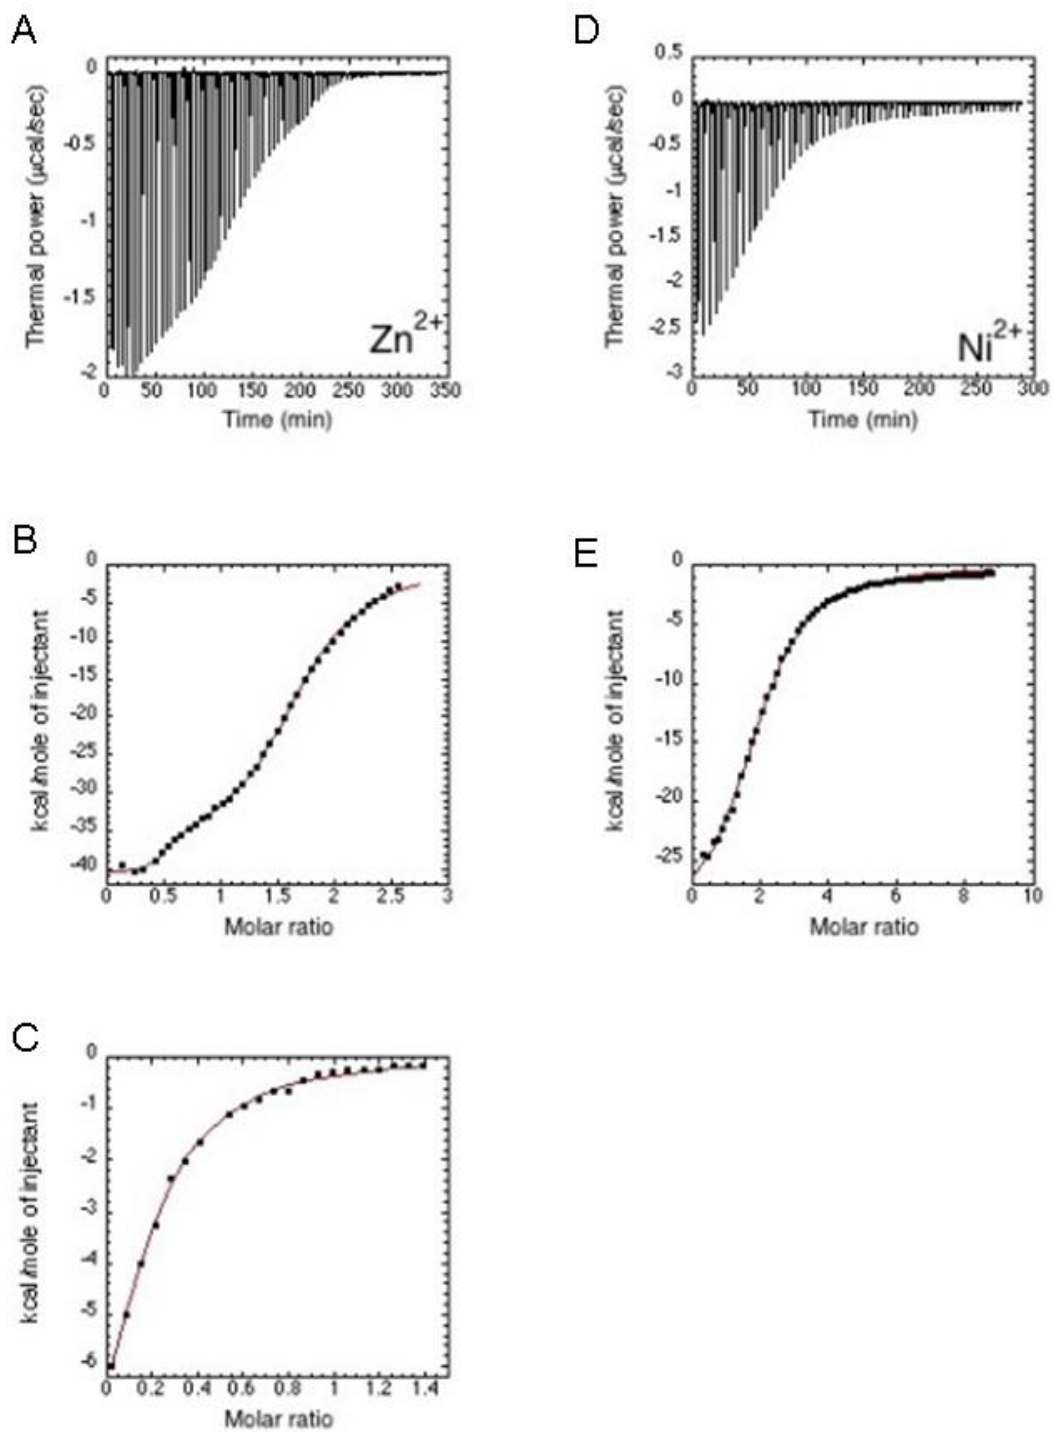 A
0
-0.5
-1
-1.5
-2
Thermal power (µcal/sec)
Zn2+
0 50 100 150 200 250 300 350
Time (min)
D
0.5
0
-0.5
-1
-1.5
-2
-2.5
-3
Thermal power (µcal/sec)
Ni2+
0 50 100 150 200 250 300
Time (min)
B
0
-5
-10
-15
-20
-25
-30
-35
-40
kcal/mole of injectant
0 0.5 1 1.5 2 2.5 3
Molar ratio
E
0
-5
-10
-15
-20
-25
kcal/mole of injectant
0 2 4 6 8 10
Molar ratio
C
0
-1
-2
-3
-4
-5
-6
kcal/mole of injectant
0 0.2 0.4 0.6 0.8 1 1.2 1.4
Molar ratio